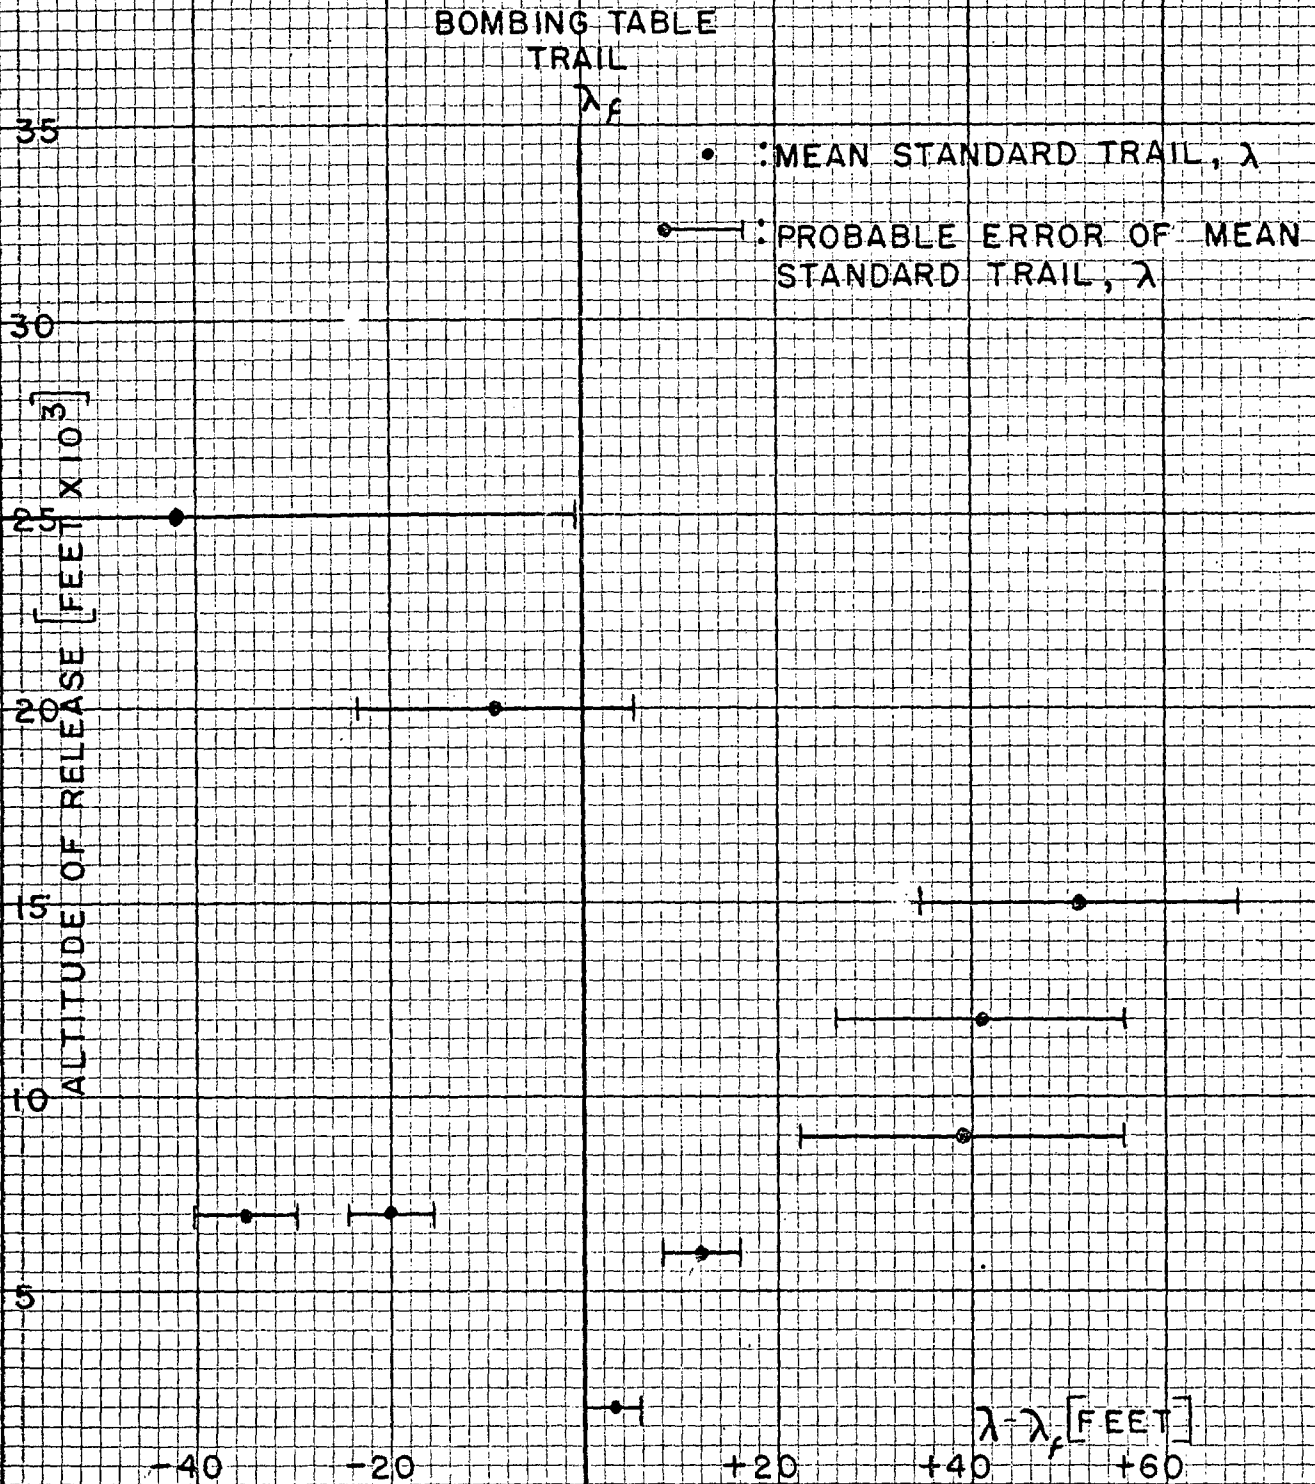 BOMBING TABLE
TRAIL
λf
35
: MEAN STANDARD TRAIL, λ
: PROBABLE ERROR OF MEAN
STANDARD TRAIL, λ
30
25
20
15
10
5
ALTITUDE OF RELEASE [FEET X10³]
λ-λf [FEET]
-40 -20 +20 +40 +60